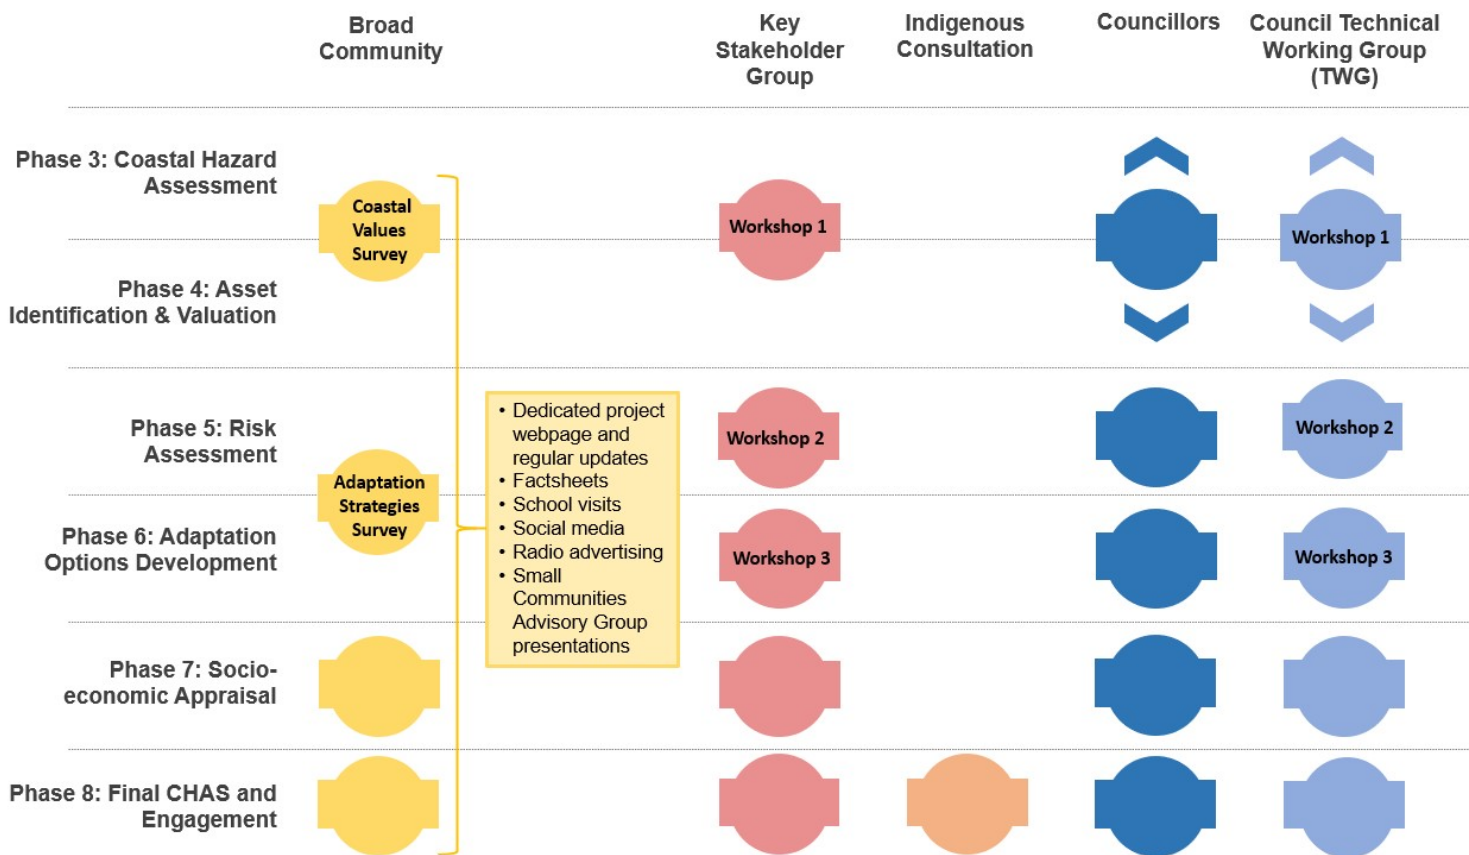 Broad
Community
Key
Stakeholder
Group
Indigenous
Consultation
Councillors
Council Technical
Working Group
(TWG)
Phase 3: Coastal Hazard
Assessment
Coastal
Values
Survey
Workshop 1
Workshop 1
Phase 4: Asset
Identification & Valuation
Phase 5: Risk
Assessment
Adaptation
Strategies
Survey
• Dedicated project
webpage and
regular updates
• Factsheets
• School visits
• Social media
• Radio advertising
• Small
Communities
Advisory Group
presentations
Workshop 2
Workshop 2
Phase 6: Adaptation
Options Development
Workshop 3
Workshop 3
Phase 7: Socio-
economic Appraisal
Phase 8: Final CHAS and
Engagement